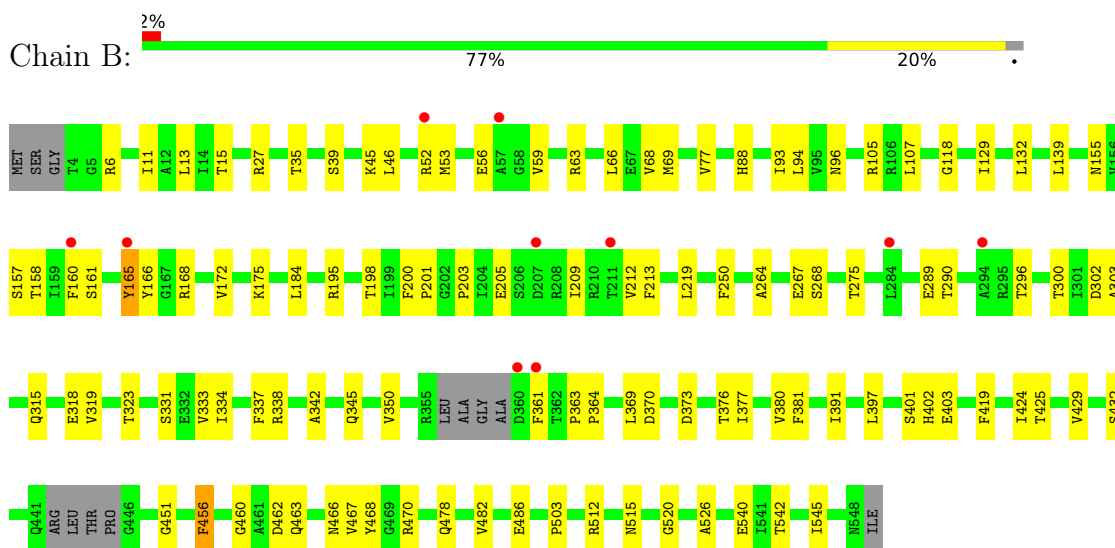 2%
Chain B:
77% 20% •
MET SER GLY T4 G5 R6 I11 A12 L13 I14 T15 R27 T35 S39 K45 L46 R52 M53 E56 A57 G58 V59 R63 L66 E67 V68 M69 V77 H88 I93 L94 V95 N96 R105 R106 L107 G118 I129 L132 L139 N155 V156
S157 T158 I159 F160 S161 Y165 Y166 G167 R168 V172 K175 L184 R195 T198 I199 F200 P201 G202 P203 I204 E205 S206 D207 R208 I209 R210 T211 V212 F213 L219 F250 A264 E267 S268 T275 L284 E289 T290 A294 R295 T296 T300 I301 D302 A303
Q315 E318 V319 T323 S331 E332 V333 I334 F337 R338 A342 Q345 V350 R355 LEU ALA GLY ALA D360 F361 T362 P363 P364 L369 D370 D373 T376 I377 V380 F381 I391 L397 S401 H402 E403 F419 I424 T425 V429 S432
Q441 ARG LEU THR PRO G446 G451 F456 G460 A461 D462 Q463 N466 V467 Y468 G469 R470 Q478 V482 E486 P503 R512 N515 G520 A526 E540 I541 T542 I545 N548 ILE